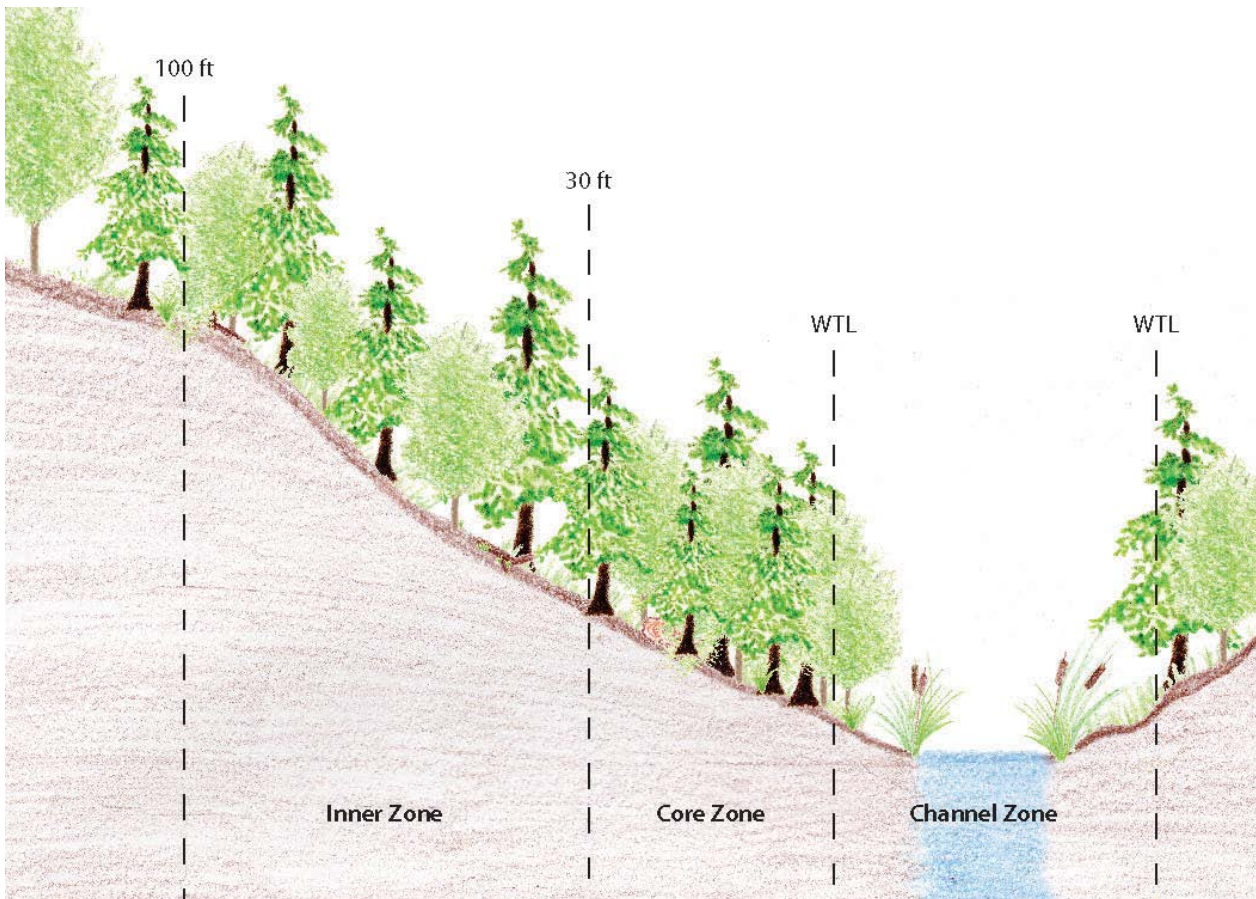 100 ft
30 ft
WTL
WTL
Inner Zone
Core Zone
Channel Zone